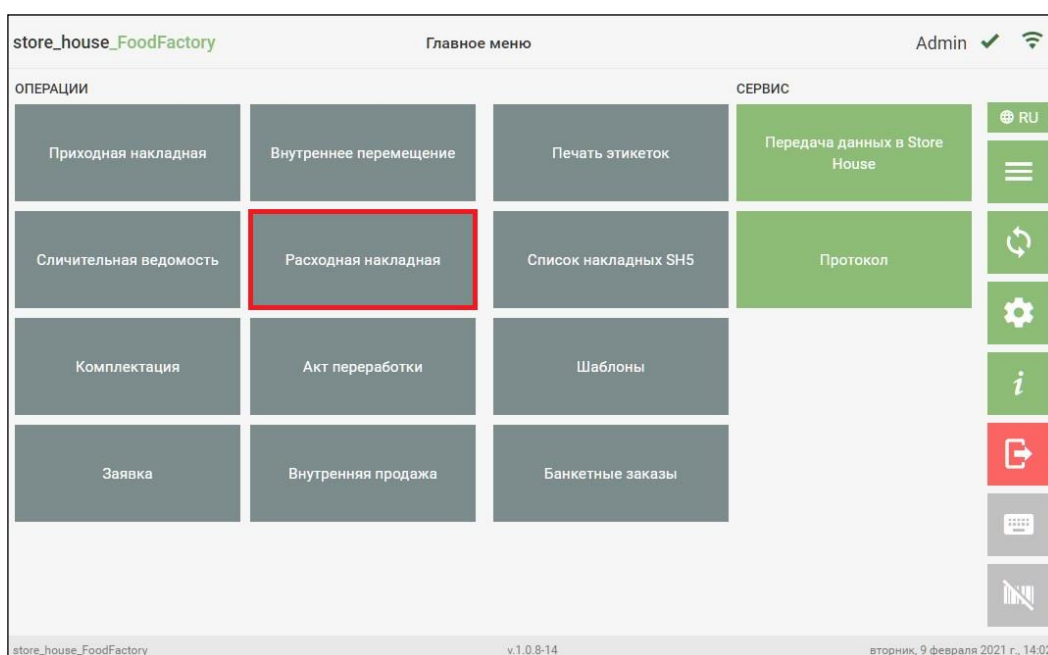 store_house_FoodFactory
Главное меню
Admin
ОПЕРАЦИИ
СЕРВИС
Приходная накладная
Внутреннее перемещение
Печать этикеток
Передача данных в Store
House
RU
Сличительная ведомость
Расходная накладная
Список накладных SH5
Протокол
Комплектация
Акт переработки
Шаблоны
i
Заявка
Внутренняя продажа
Банкетные заказы
store_house_FoodFactory
v.1.0.8-14
вторник, 9 февраля 2021 г., 14:02